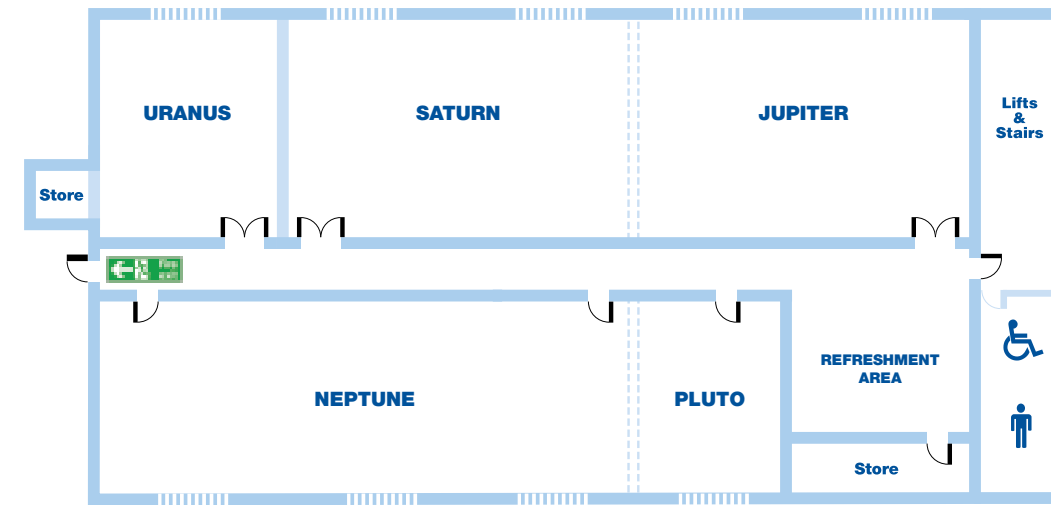 URANUS
SATURN
JUPITER
Lifts
&
Stairs
Store
REFRESHMENT
AREA
NEPTUNE
PLUTO
Store